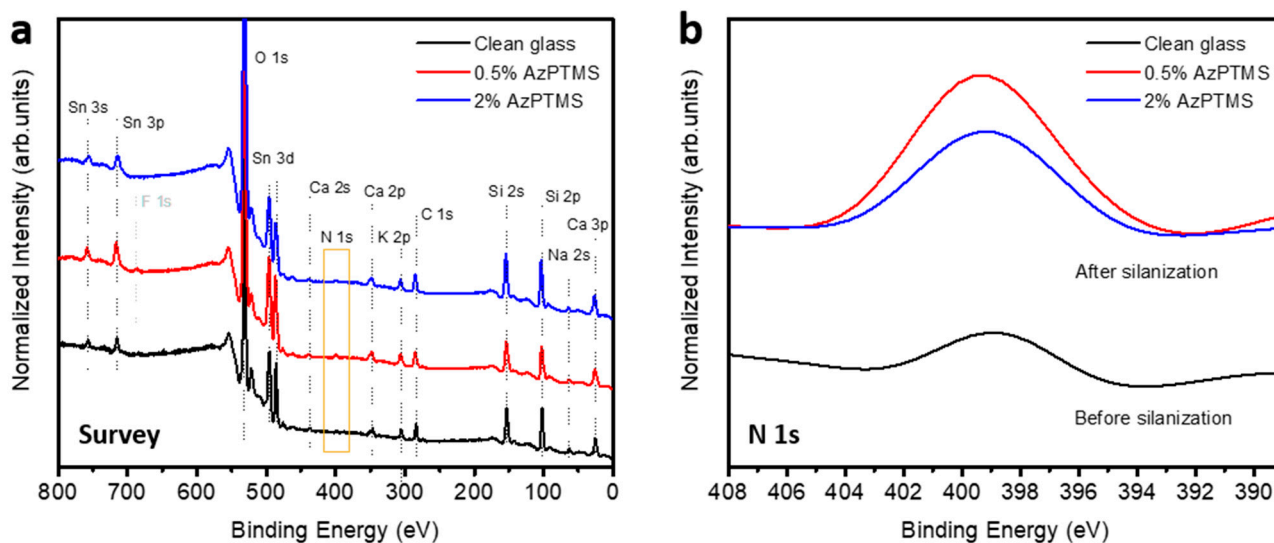 a
Normalized Intensity (arb.units)
Clean glass
0.5% AzPTMS
2% AzPTMS
O 1s
Sn 3s
Sn 3p
Sn 3d
F 1s
Ca 2s
Ca 2p
N 1s
K 2p
C 1s
Si 2s
Si 2p
Ca 3p
Na 2s
Survey
800 700 600 500 400 300 200 100 0
Binding Energy (eV)
b
Normalized Intensity (arb.units)
Clean glass
0.5% AzPTMS
2% AzPTMS
After silanization
Before silanization
N 1s
408 406 404 402 400 398 396 394 392 390
Binding Energy (eV)